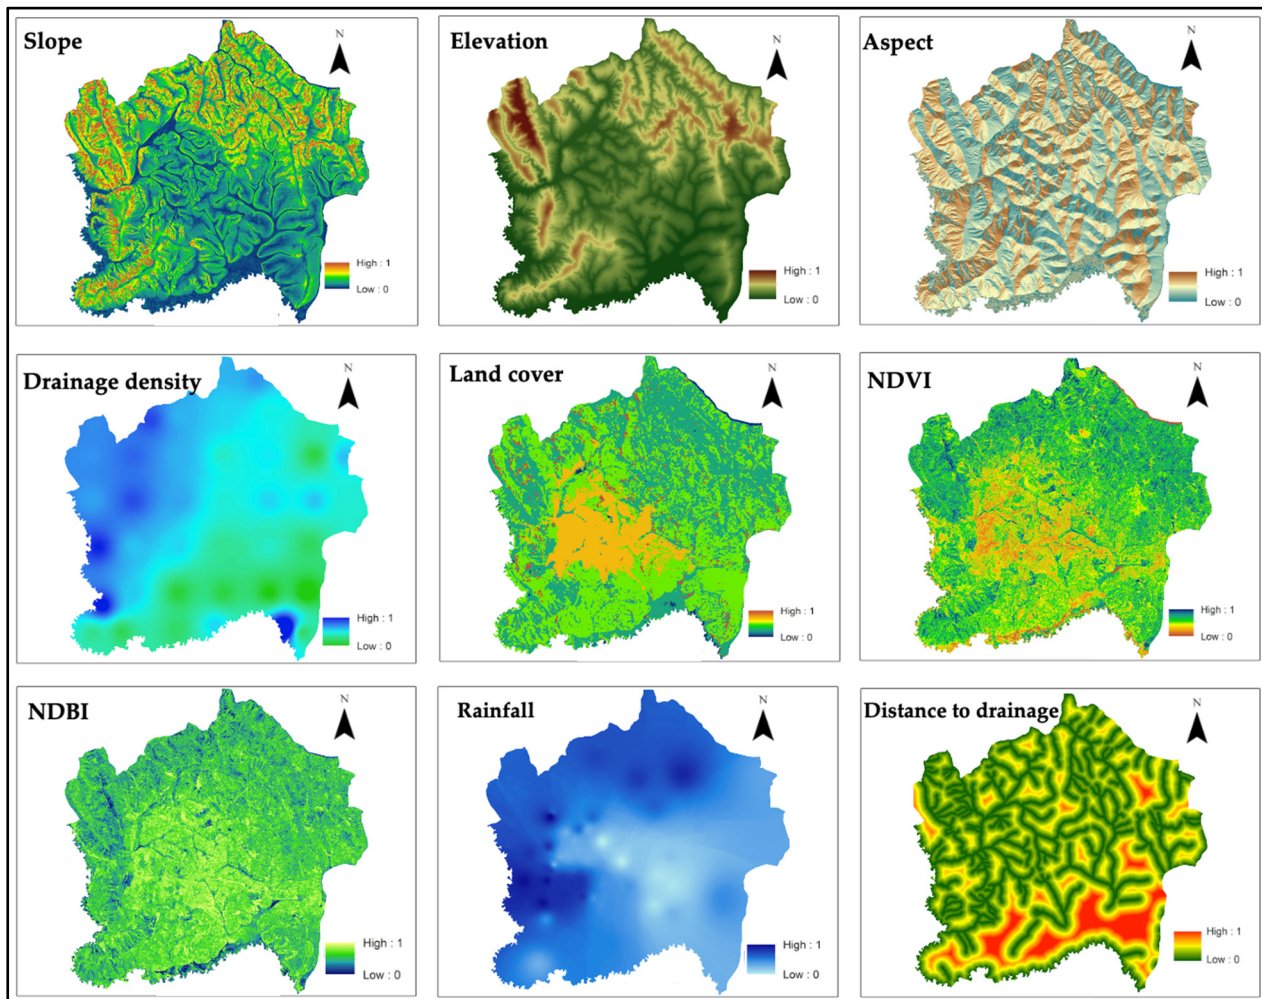 Slope
N
High : 1
Low : 0
Elevation
N
High : 1
Low : 0
Aspect
N
High : 1
Low : 0
Drainage density
N
High : 1
Low : 0
Land cover
N
High : 1
Low : 0
NDVI
N
High : 1
Low : 0
NDBI
N
High : 1
Low : 0
Rainfall
N
High : 1
Low : 0
Distance to drainage
N
High : 1
Low : 0